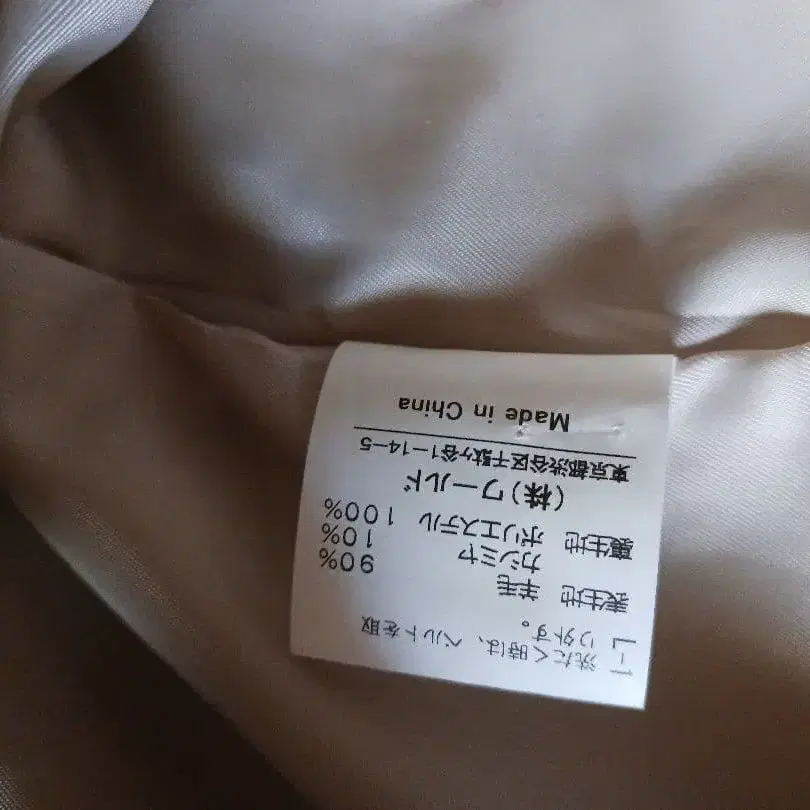 洗たく時は、ベルトを取
り外す。
表生地 羊毛 90%
カシミヤ 10%
裏生地 ポリエステル 100%
(株)ワールド
東京都渋谷区千駄ヶ谷1-14-5
Made in China